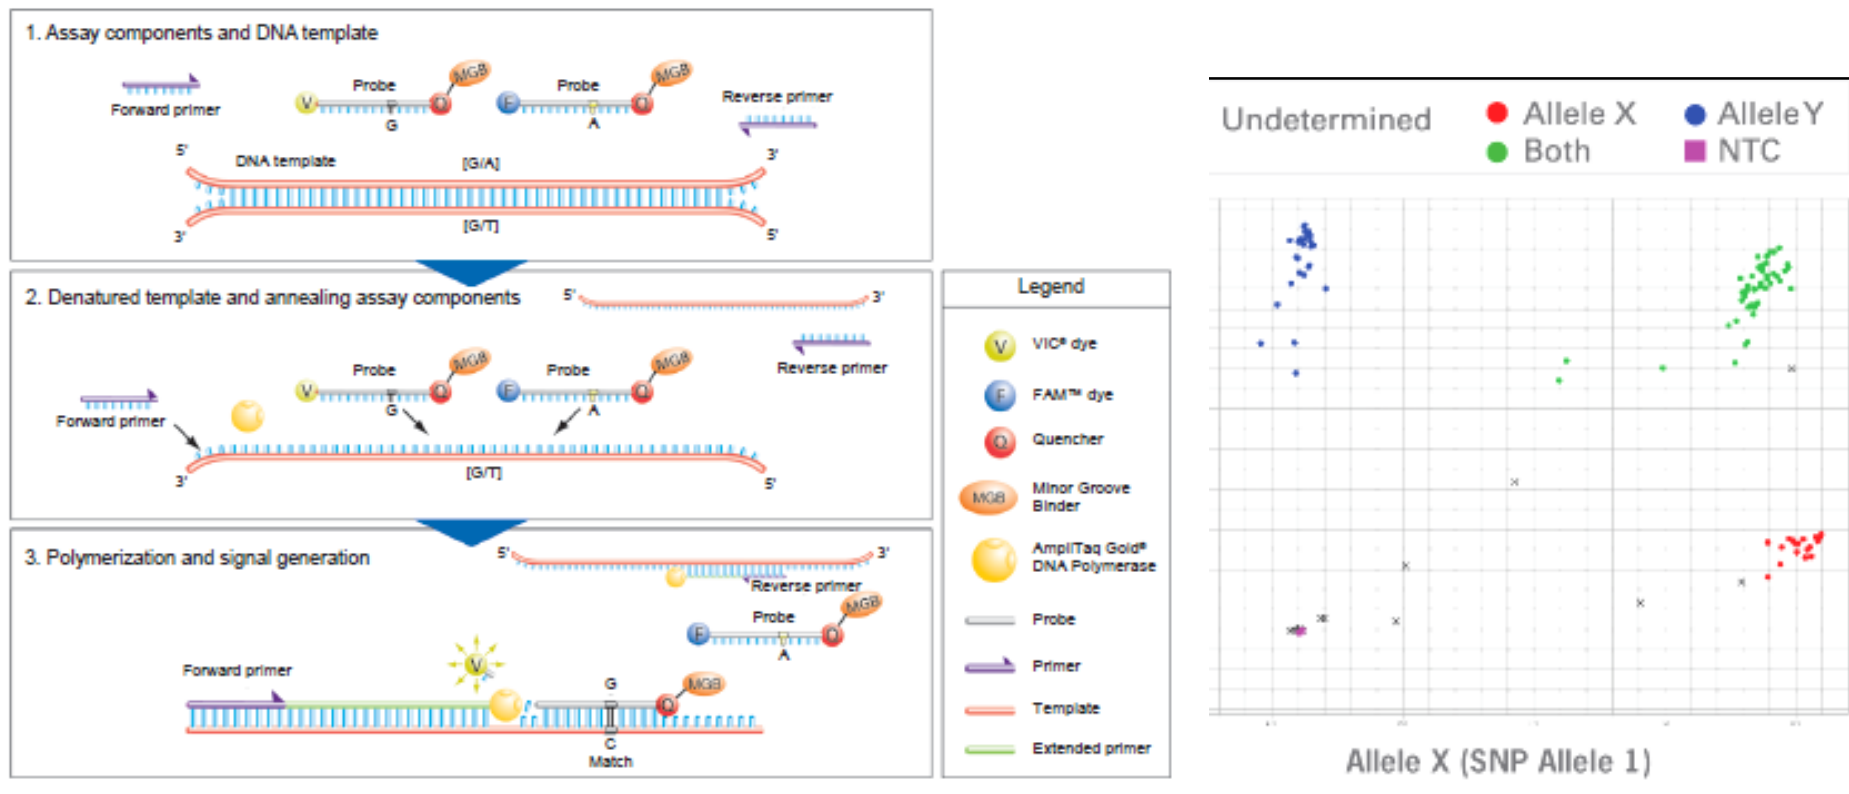 1. Assay components and DNA template
MGB
MGB
Probe
Probe
Forward primer
V
Q
F
Q
Reverse primer
G
A
5'
DNA template
[G/A]
3'
3'
[G/T]
5'
2. Denatured template and annealing assay components
5'
3'
MGB
MGB
Probe
Probe
Reverse primer
V
Q
F
Q
G
A
Forward primer
3'
[G/T]
5'
3. Polymerization and signal generation
5'
3'
Reverse primer
MGB
Probe
F
Q
A
V
Forward primer
G
MGB
Q
C
Match
Legend
V
VIC® dye
F
FAM™ dye
Q
Quencher
MGB
Minor Groove
Binder
AmpliTaq Gold®
DNA Polymerase
Probe
Primer
Template
Extended primer
Undetermined
Allele X
Allele Y
Both
NTC
Allele X (SNP Allele 1)